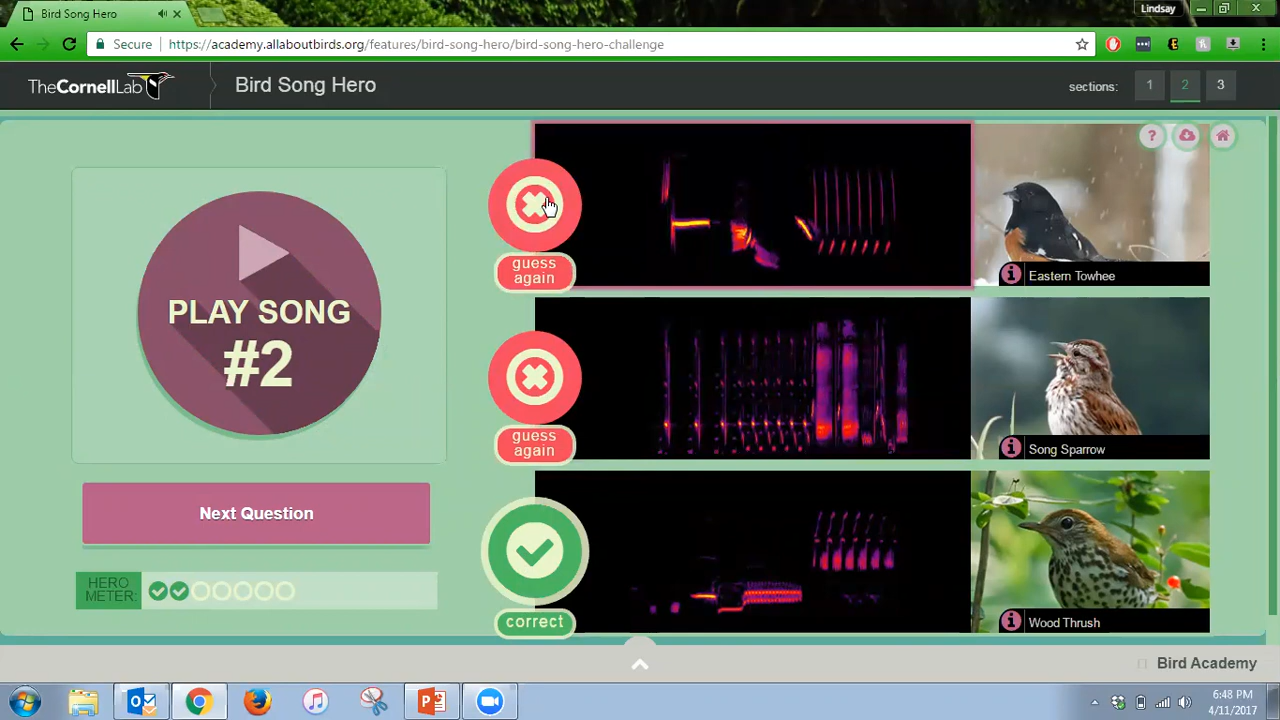 Bird Song Hero
Lindsay
Secure
https://academy.allaboutbirds.org/features/bird-song-hero/bird-song-hero-challenge
TheCornellLab
Bird Song Hero
sections:
1
2
3
?
PLAY SONG
#2
guess
again
i
Eastern Towhee
guess
again
i
Song Sparrow
Next Question
HERO
METER:
correct
i
Wood Thrush
Bird Academy
6:48 PM
4/11/2017